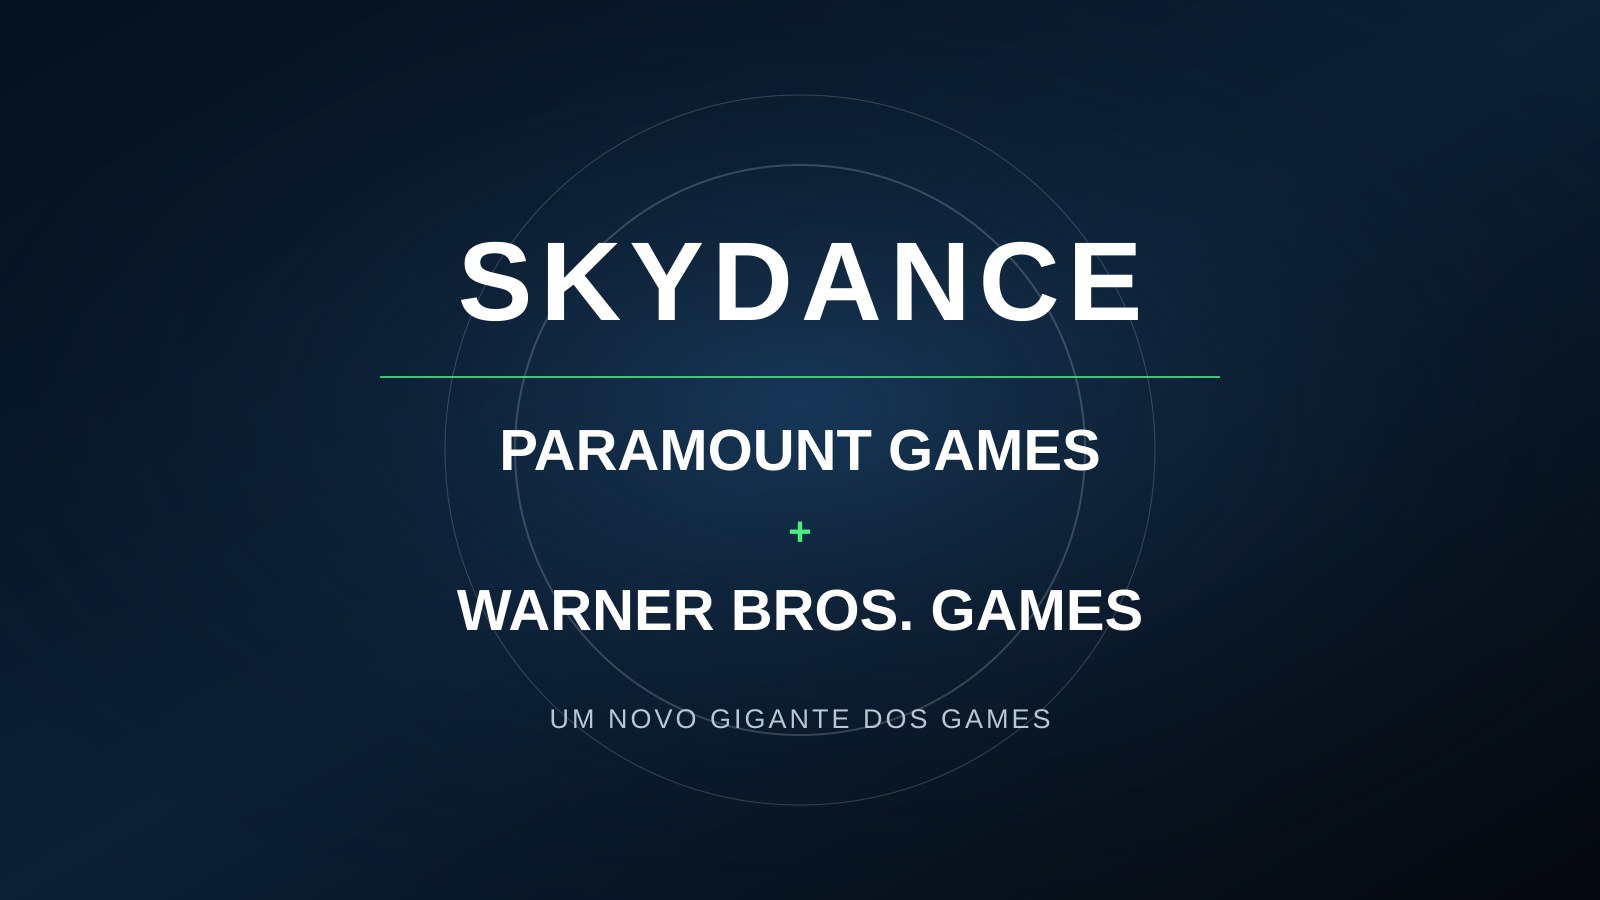 SKYDANCE
PARAMOUNT GAMES
+
WARNER BROS. GAMES
UM NOVO GIGANTE DOS GAMES